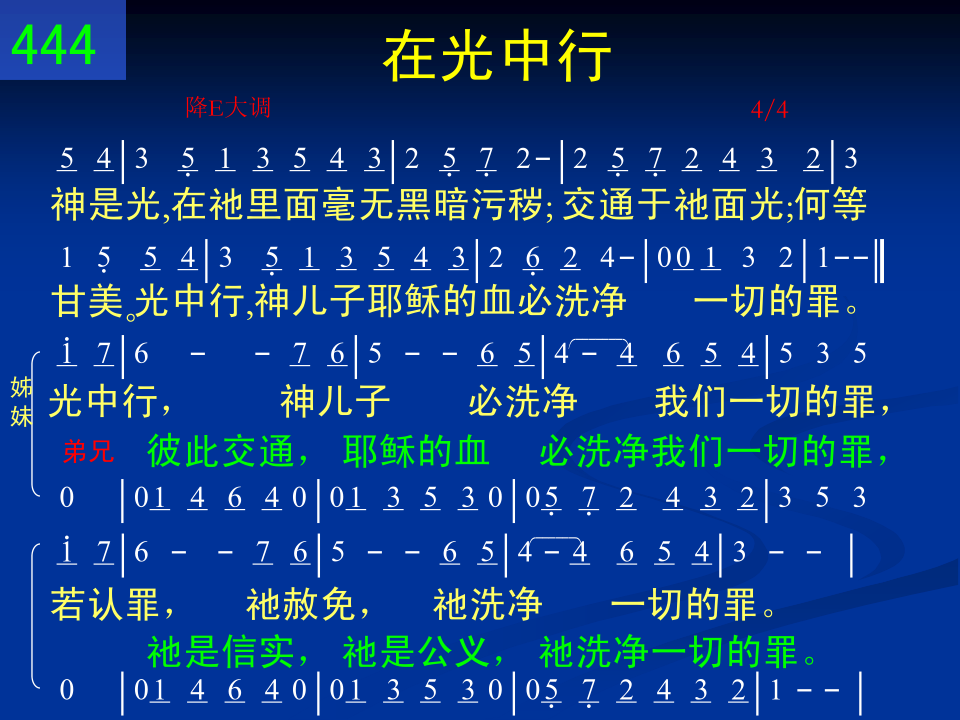 444
在光中行
降E大调 4/4
5 4|3 5 1 3 5 4 3|2 5 7 2-|2 5 7 2 4 3 2|3
神是光,在祂里面毫无黑暗污秽; 交通于祂面光;何等
1 5 5 4|3 5 1 3 5 4 3|2 6 2 4-|0 0 1 3 2|1--‖
甘美。光中行,神儿子耶稣的血必洗净 一切的罪。
i 7|6 - - 7 6|5 - - 6 5|4 - 4 6 5 4|5 3 5
姊妹
光中行， 神儿子 必洗净 我们一切的罪，
弟兄 彼此交通， 耶稣的血 必洗净我们一切的罪，
0 |0 1 4 6 4 0|0 1 3 5 3 0|0 5 7 2 4 3 2|3 5 3
i 7|6 - - 7 6|5 - - 6 5|4 - 4 6 5 4|3 - - |
若认罪， 祂赦免， 祂洗净 一切的罪。
祂是信实， 祂是公义， 祂洗净一切的罪。
0 |0 1 4 6 4 0|0 1 3 5 3 0|0 5 7 2 4 3 2|1 - - |